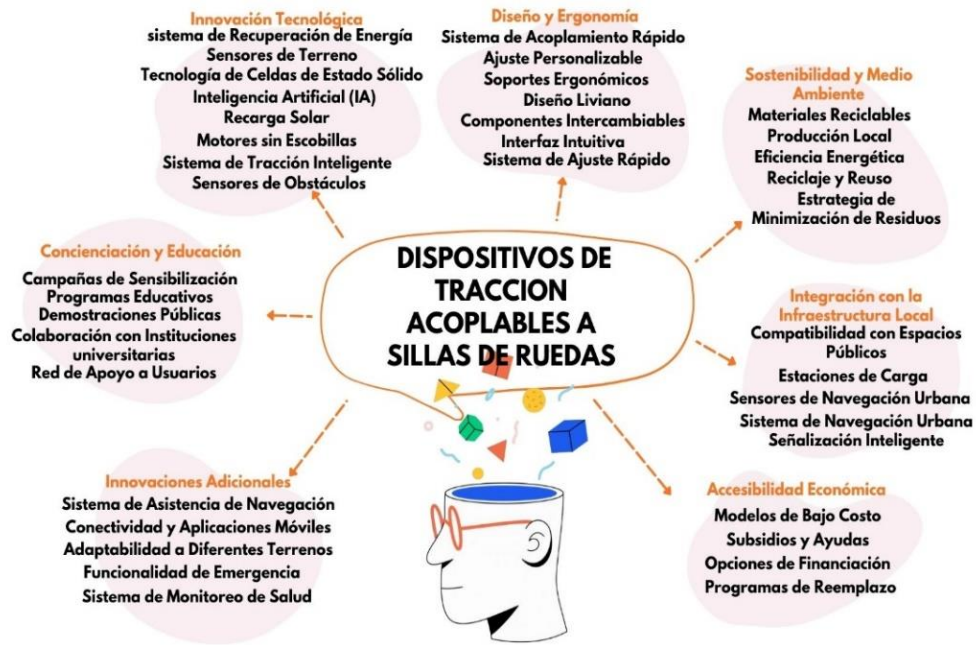 Innovación Tecnológica
sistema de Recuperación de Energía
Sensores de Terreno
Tecnología de Celdas de Estado Sólido
Inteligencia Artificial (IA)
Recarga Solar
Motores sin Escobillas
Sistema de Tracción Inteligente
Sensores de Obstáculos
Diseño y Ergonomía
Sistema de Acoplamiento Rápido
Ajuste Personalizable
Soportes Ergonómicos
Diseño Liviano
Componentes Intercambiables
Interfaz Intuitiva
Sistema de Ajuste Rápido
Sostenibilidad y Medio
Ambiente
Materiales Reciclables
Producción Local
Eficiencia Energética
Reciclaje y Reuso
Estrategia de
Minimización de Residuos
Concienciación y Educación
Campañas de Sensibilización
Programas Educativos
Demostraciones Públicas
Colaboración con Instituciones
universitarias
Red de Apoyo a Usuarios
DISPOSITIVOS DE
TRACCION
ACOPLABLES A
SILLAS DE RUEDAS
Integración con la
Infraestructura Local
Compatibilidad con Espacios
Públicos
Estaciones de Carga
Sensores de Navegación Urbana
Sistema de Navegación Urbana
Señalización Inteligente
Innovaciones Adicionales
Sistema de Asistencia de Navegación
Conectividad y Aplicaciones Móviles
Adaptabilidad a Diferentes Terrenos
Funcionalidad de Emergencia
Sistema de Monitoreo de Salud
Accesibilidad Económica
Modelos de Bajo Costo
Subsidios y Ayudas
Opciones de Financiación
Programas de Reemplazo